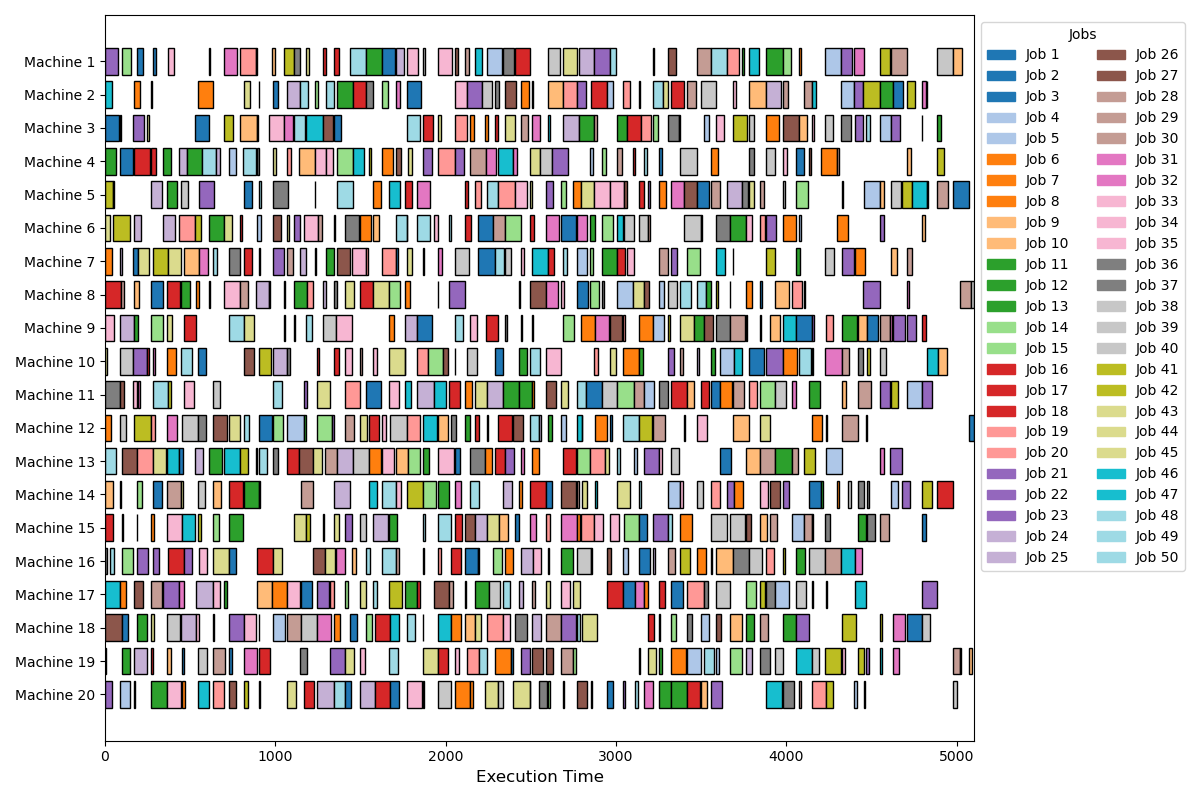 Machine 1
Machine 2
Machine 3
Machine 4
Machine 5
Machine 6
Machine 7
Machine 8
Machine 9
Machine 10
Machine 11
Machine 12
Machine 13
Machine 14
Machine 15
Machine 16
Machine 17
Machine 18
Machine 19
Machine 20
0 1000 2000 3000 4000 5000
Execution Time
Jobs
Job 1
Job 2
Job 3
Job 4
Job 5
Job 6
Job 7
Job 8
Job 9
Job 10
Job 11
Job 12
Job 13
Job 14
Job 15
Job 16
Job 17
Job 18
Job 19
Job 20
Job 21
Job 22
Job 23
Job 24
Job 25
Job 26
Job 27
Job 28
Job 29
Job 30
Job 31
Job 32
Job 33
Job 34
Job 35
Job 36
Job 37
Job 38
Job 39
Job 40
Job 41
Job 42
Job 43
Job 44
Job 45
Job 46
Job 47
Job 48
Job 49
Job 50